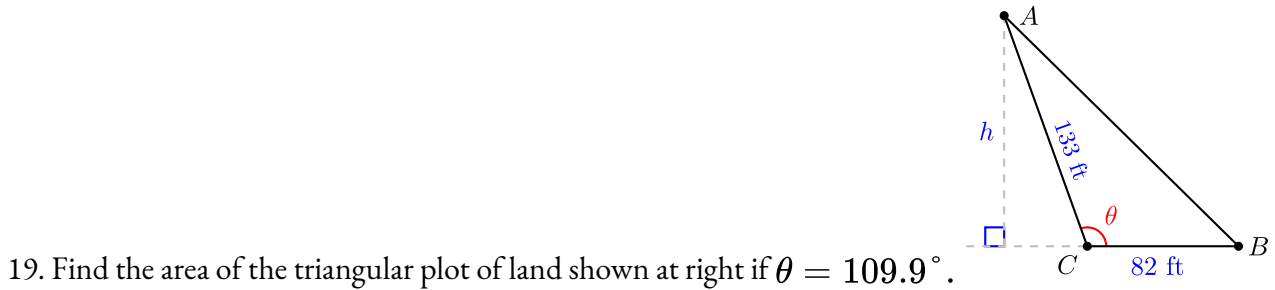 A
h
133 ft
θ
19. Find the area of the triangular plot of land shown at right if θ = 109.9°.
C
82 ft
B